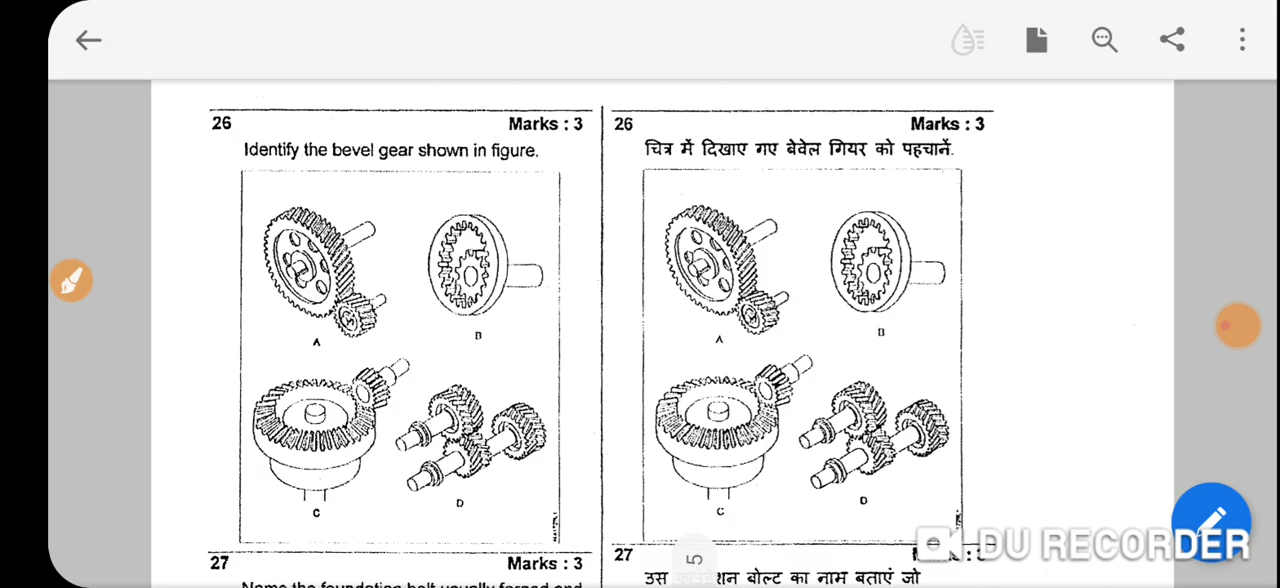 26 Marks : 3
Identify the bevel gear shown in figure.
A
B
C
D
27 Marks : 3
26 Marks : 3
चित्र में दिखाए गए बेवेल गियर को पहचानें.
A
B
C
D
27
उस बोल्ट का नाम बताएं जो
5
DU RECORDER